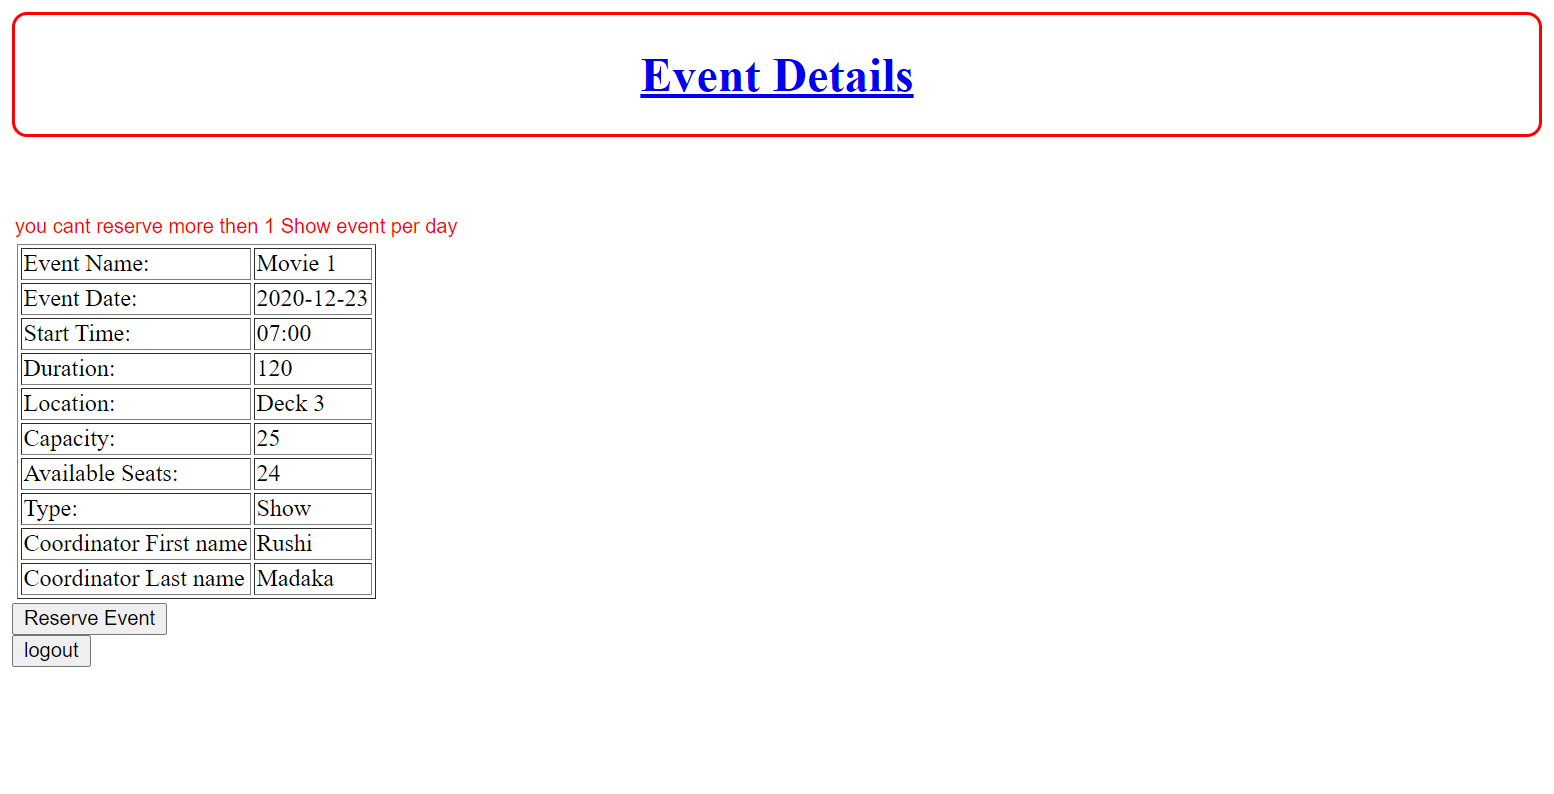 Event Details
you cant reserve more then 1 Show event per day
Event Name: Movie 1
Event Date: 2020-12-23
Start Time: 07:00
Duration: 120
Location: Deck 3
Capacity: 25
Available Seats: 24
Type: Show
Coordinator First name Rushi
Coordinator Last name Madaka
Reserve Event
logout